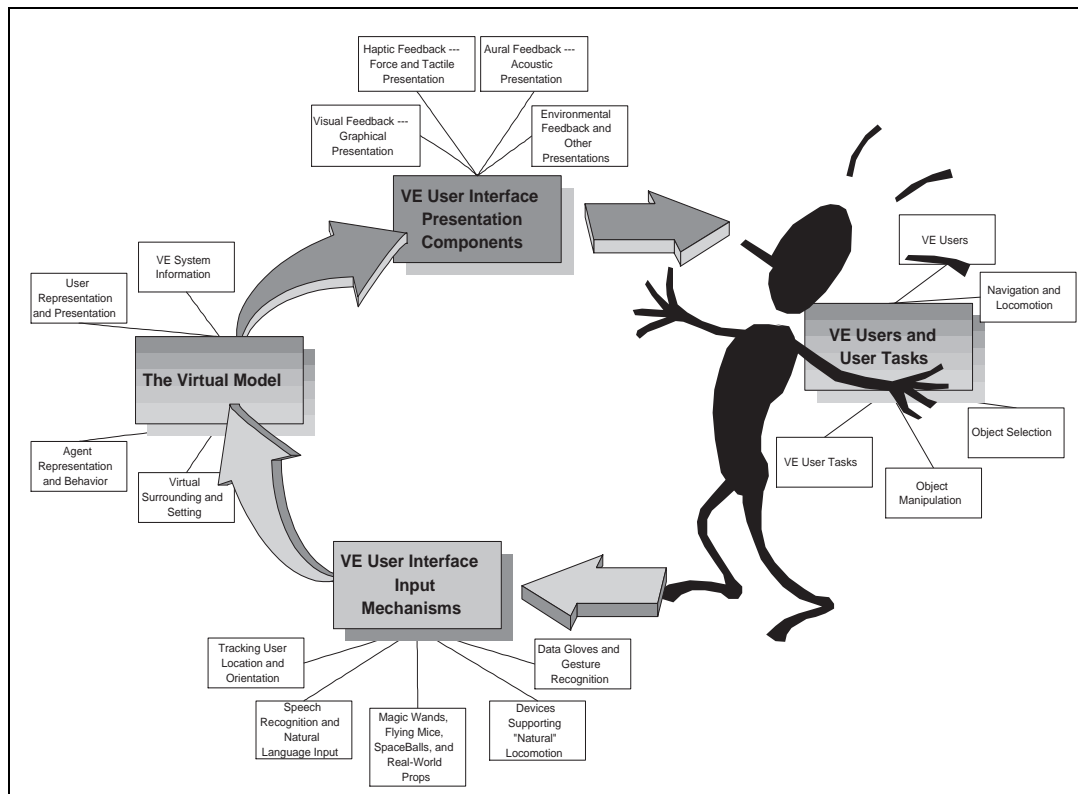 Haptic Feedback ---
Force and Tactile
Presentation
Aural Feedback ---
Acoustic
Presentation
Visual Feedback ---
Graphical
Presentation
Environmental
Feedback and
Other
Presentations
VE User Interface
Presentation
Components
VE Users
Navigation and
Locomotion
VE Users and
User Tasks
Object Selection
VE User Tasks
Object
Manipulation
VE System
Information
User
Representation
and Presentation
The Virtual Model
Agent
Representation
and Behavior
Virtual
Surrounding and
Setting
VE User Interface
Input
Mechanisms
Tracking User
Location and
Orientation
Data Gloves and
Gesture
Recognition
Speech
Recognition and
Natural
Language Input
Magic Wands,
Flying Mice,
SpaceBalls, and
Real-World
Props
Devices
Supporting
"Natural"
Locomotion